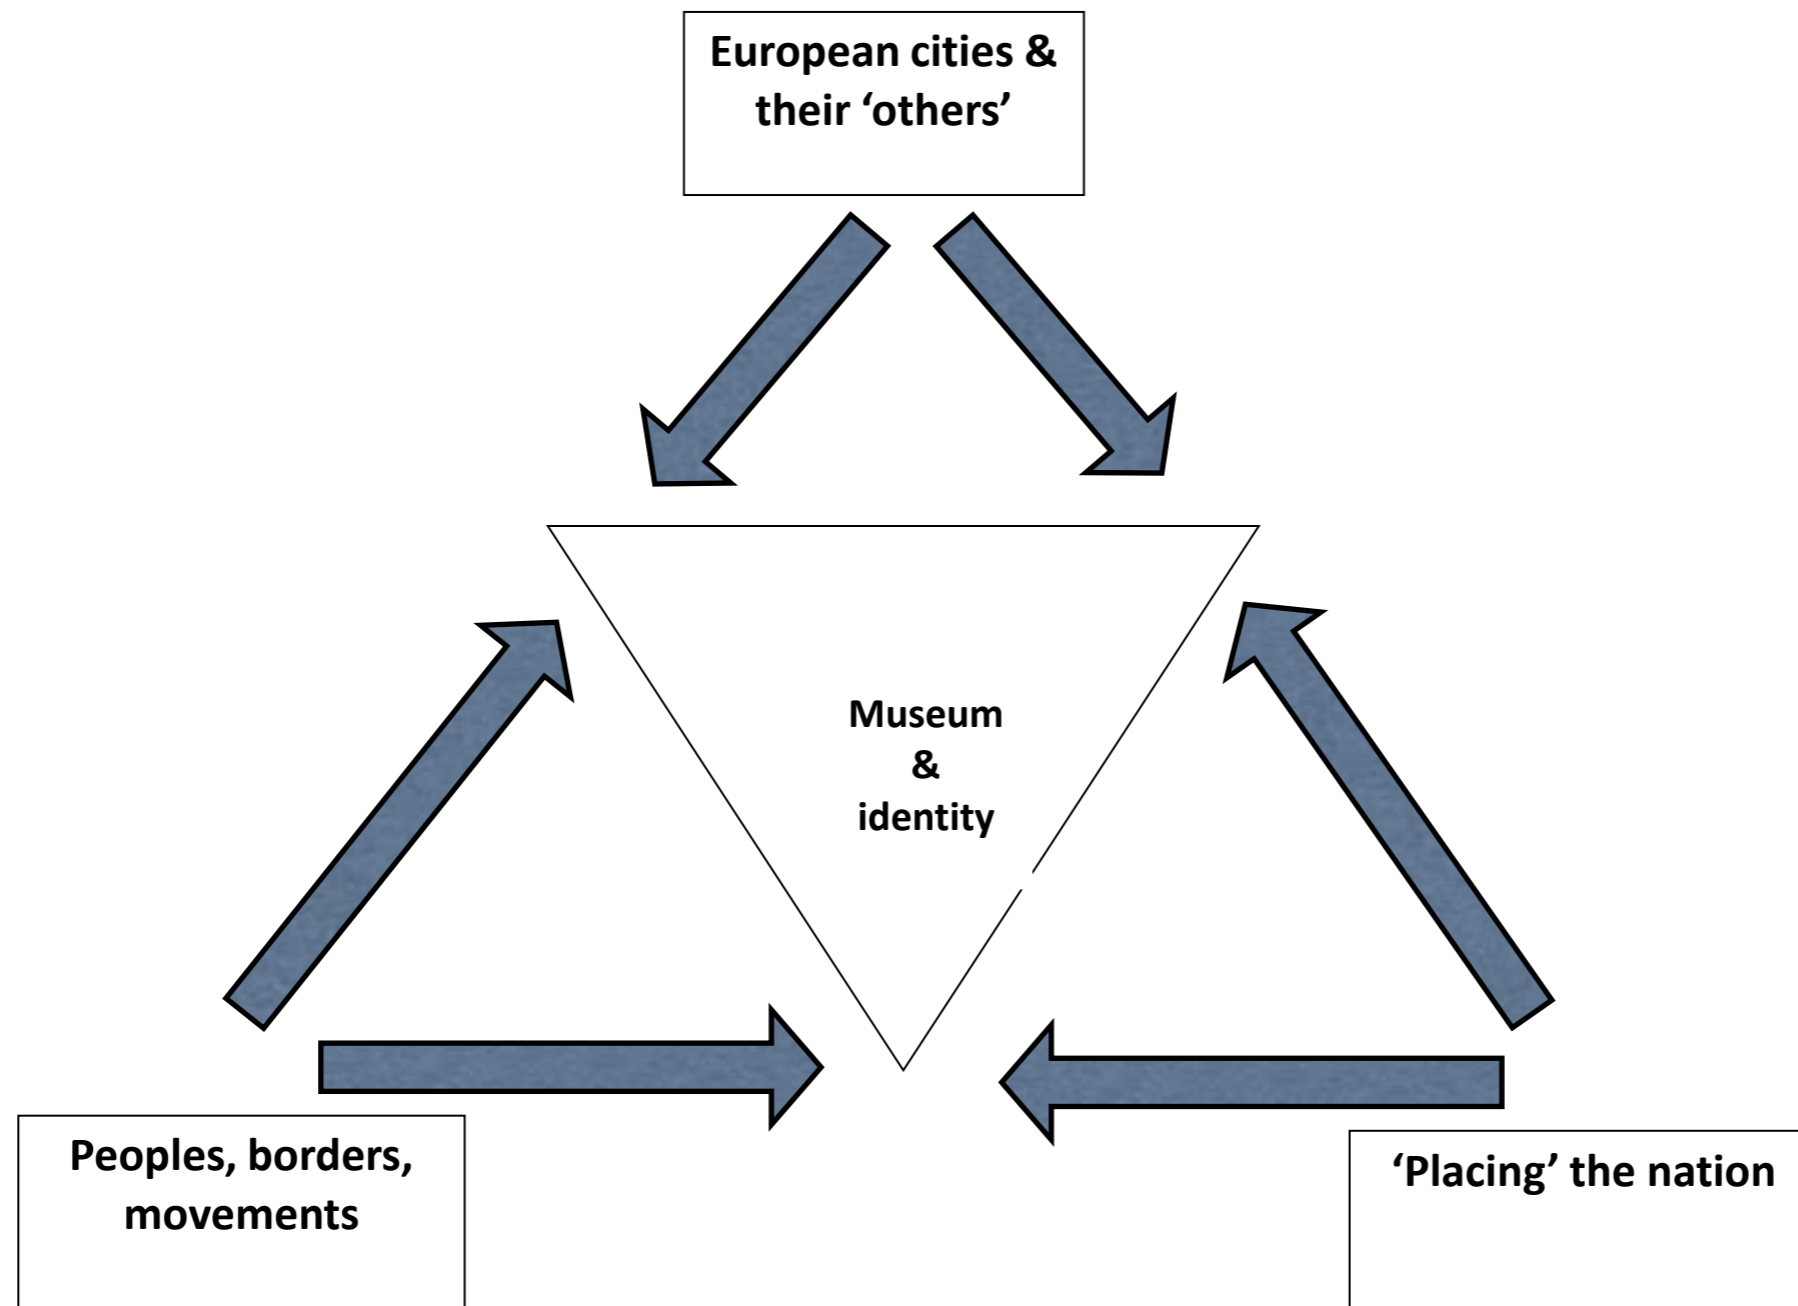 European cities &
their ‘others’
Museum
&
identity
Peoples, borders,
movements
‘Placing’ the nation